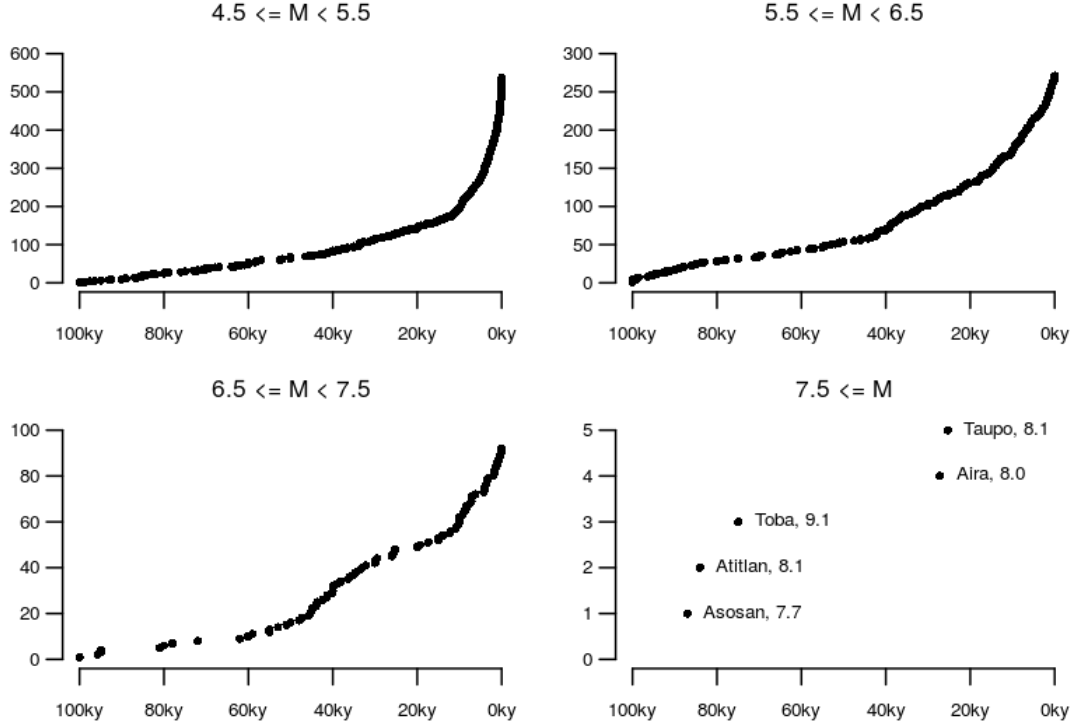 4.5 <= M < 5.5
600
500
400
300
200
100
0
100ky 80ky 60ky 40ky 20ky 0ky
5.5 <= M < 6.5
300
250
200
150
100
50
0
100ky 80ky 60ky 40ky 20ky 0ky
6.5 <= M < 7.5
100
80
60
40
20
0
100ky 80ky 60ky 40ky 20ky 0ky
7.5 <= M
5
4
3
2
1
0
Taupo, 8.1
Aira, 8.0
Toba, 9.1
Atitlan, 8.1
Asosan, 7.7
100ky 80ky 60ky 40ky 20ky 0ky